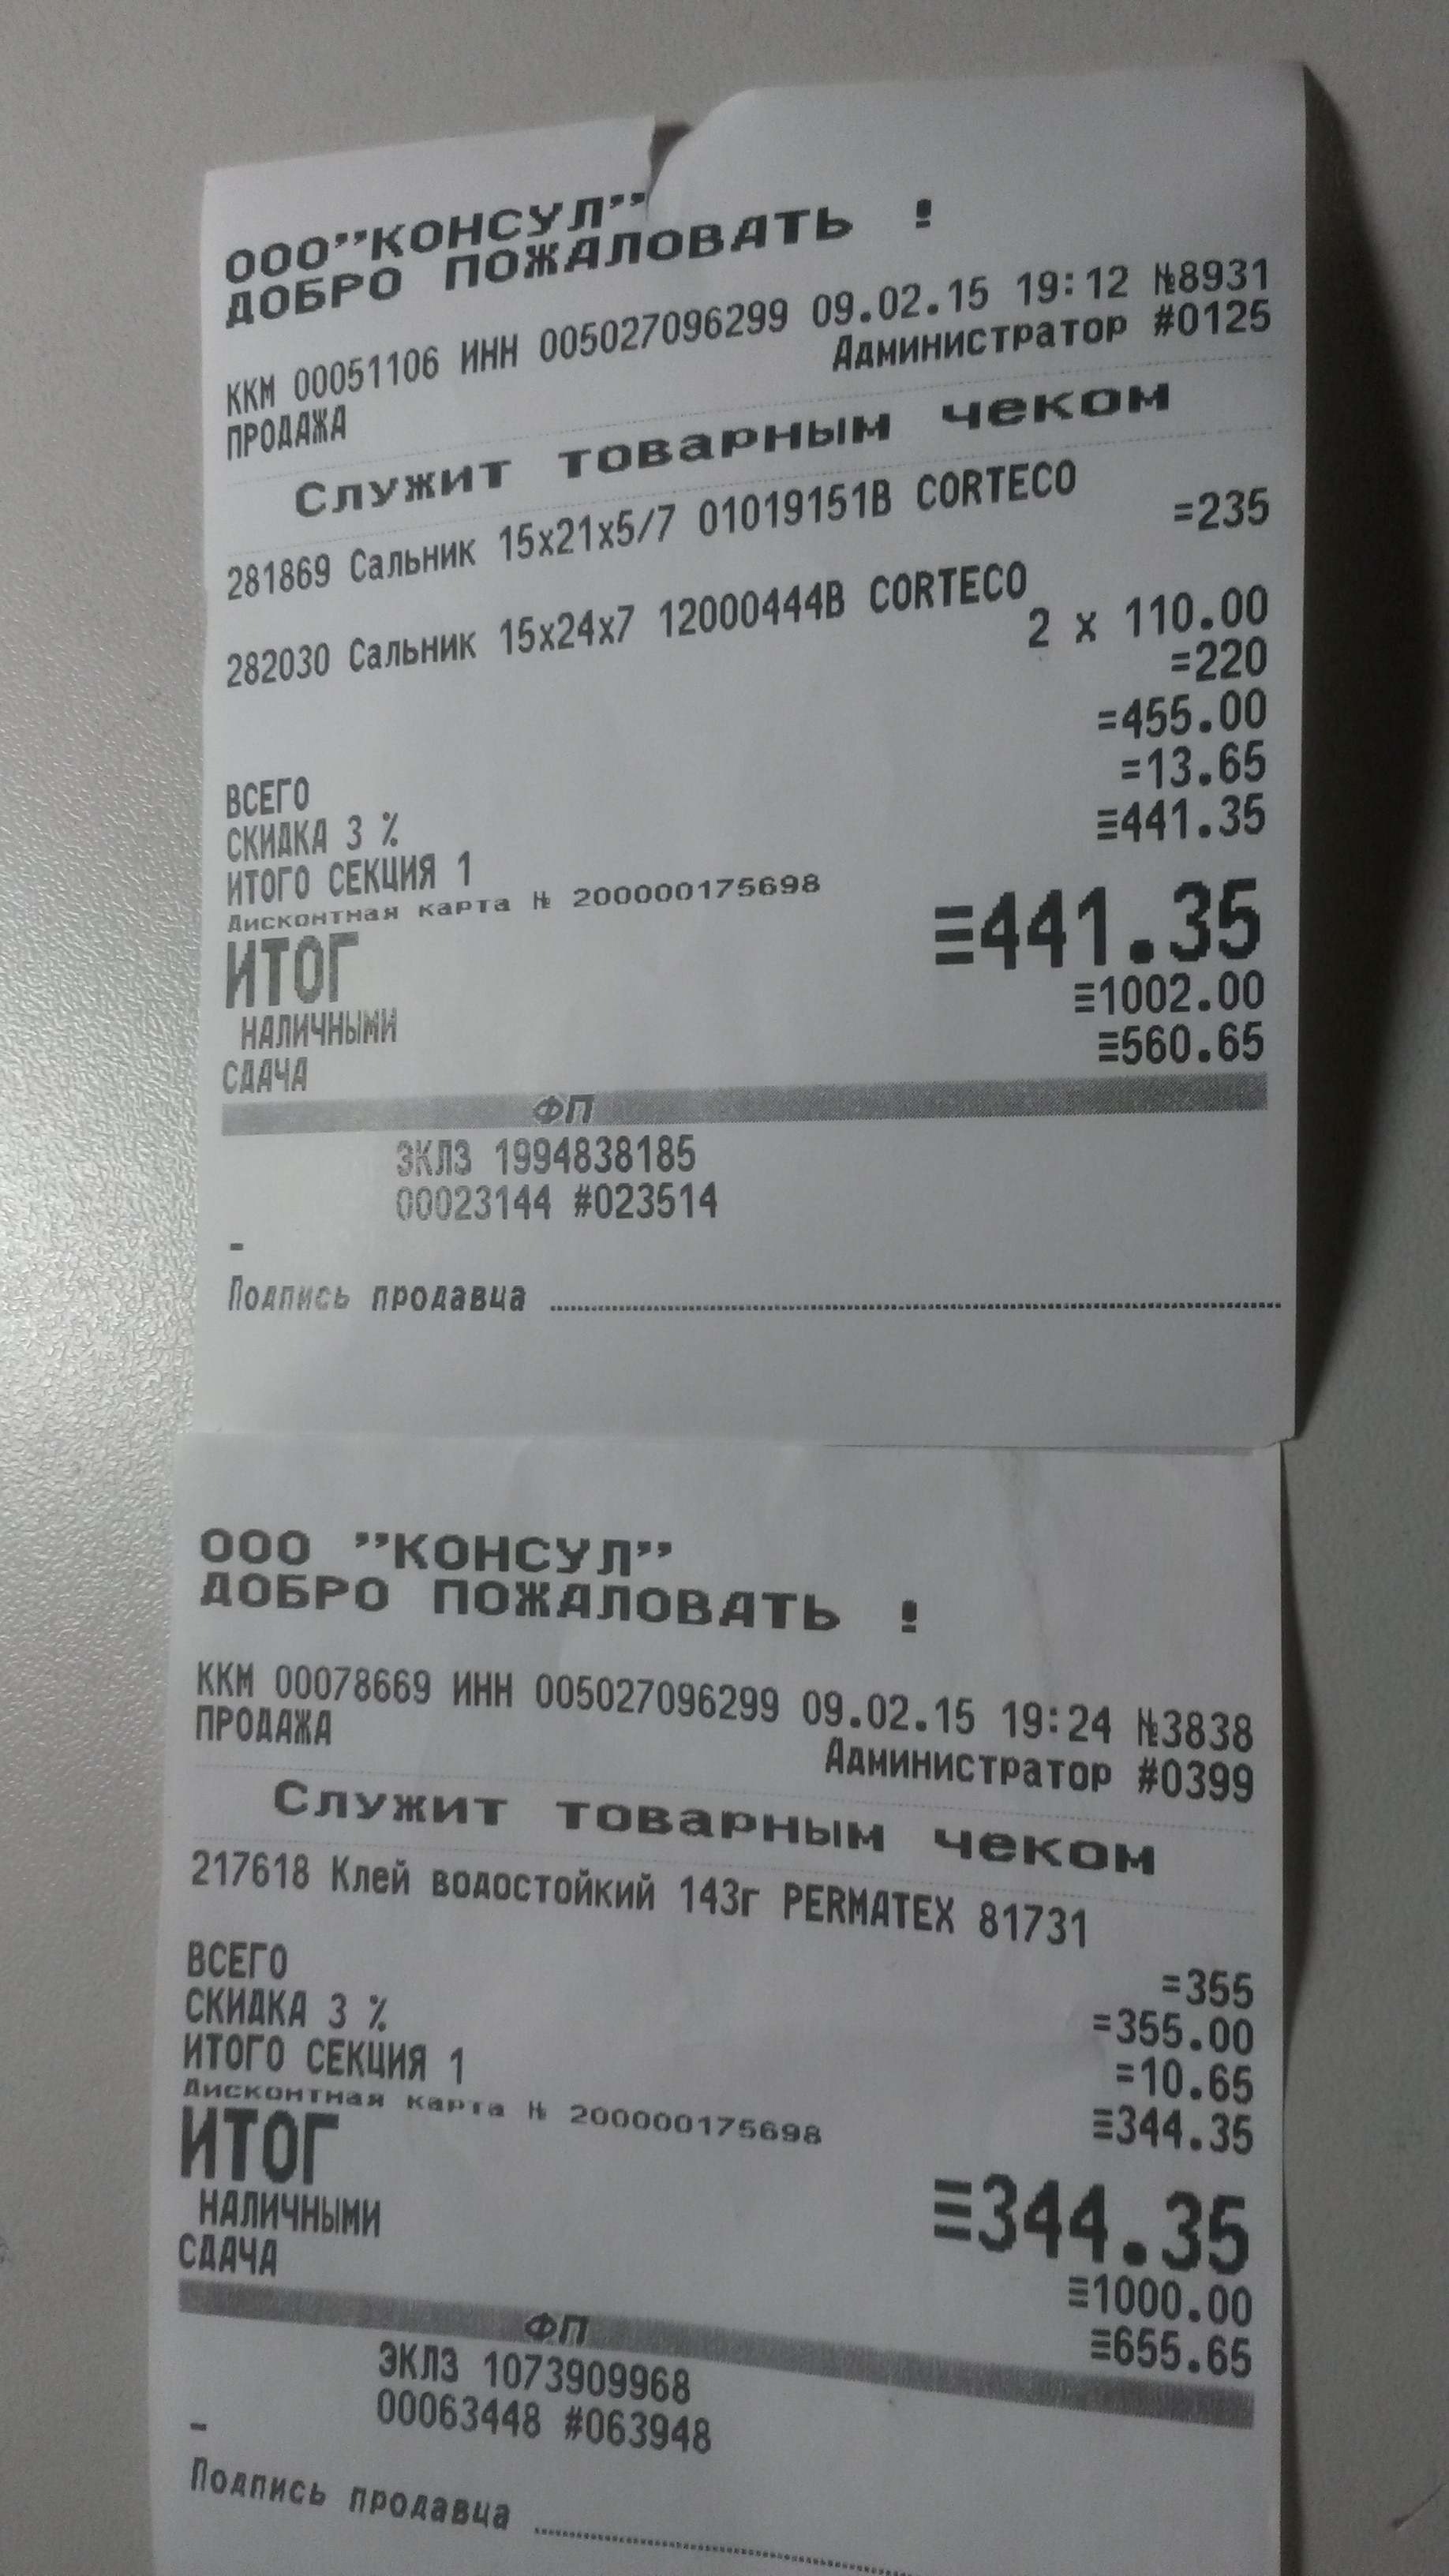 ООО"КОНСУЛ"
ДОБРО ПОЖАЛОВАТЬ !
ККМ 00051106 ИНН 005027096299 09.02.15 19:12 №8931
ПРОДАЖА Администратор #0125
Служит товарным чеком
281869 Сальник 15х21х5/7 01019151B CORTECO
=235
282030 Сальник 15х24х7 12000444B CORTECO
2 х 110.00
=220
ВСЕГО =455.00
СКИДКА 3 % =13.65
ИТОГО СЕКЦИЯ 1 ≡441.35
Дисконтная карта № 200000175698
ИТОГ ≡441.35
НАЛИЧНЫМИ ≡1002.00
СДАЧА ≡560.65
ФП
ЭКЛЗ 1994838185
00023144 #023514
-
Подпись продавца
ООО "КОНСУЛ"
ДОБРО ПОЖАЛОВАТЬ !
ККМ 00078669 ИНН 005027096299 09.02.15 19:24 №3838
ПРОДАЖА Администратор #0399
Служит товарным чеком
217618 Клей водостойкий 143г PERMATEX 81731
=355
ВСЕГО =355.00
СКИДКА 3 % =10.65
ИТОГО СЕКЦИЯ 1 ≡344.35
Дисконтная карта № 200000175698
ИТОГ ≡344.35
НАЛИЧНЫМИ ≡1000.00
СДАЧА ≡655.65
ФП
ЭКЛЗ 1073909968
00063448 #063948
-
Подпись продавца